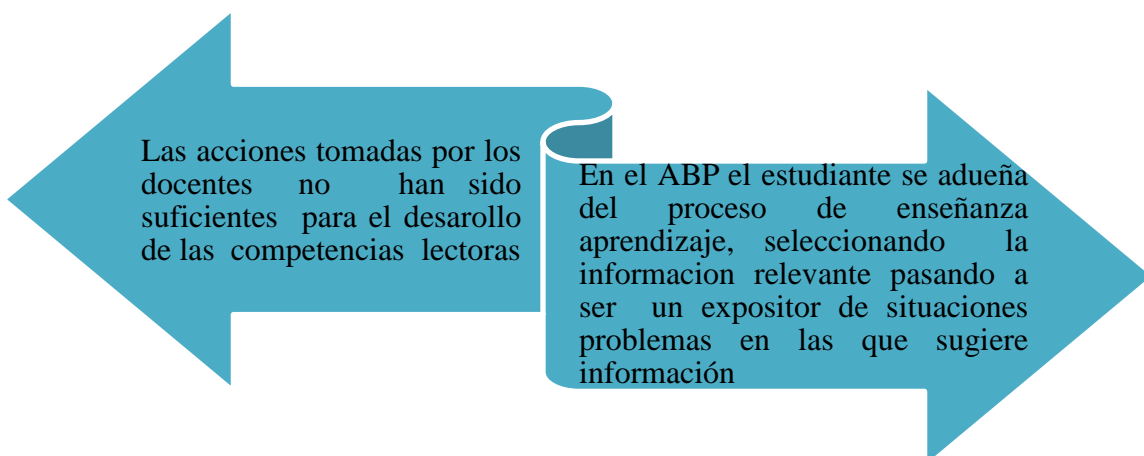 Las acciones tomadas por los
docentes no han sido
suficientes para el desarollo
de las competencias lectoras
En el ABP el estudiante se adueña
del proceso de enseñanza
aprendizaje, seleccionando la
informacion relevante pasando a
ser un expositor de situaciones
problemas en las que sugiere
información